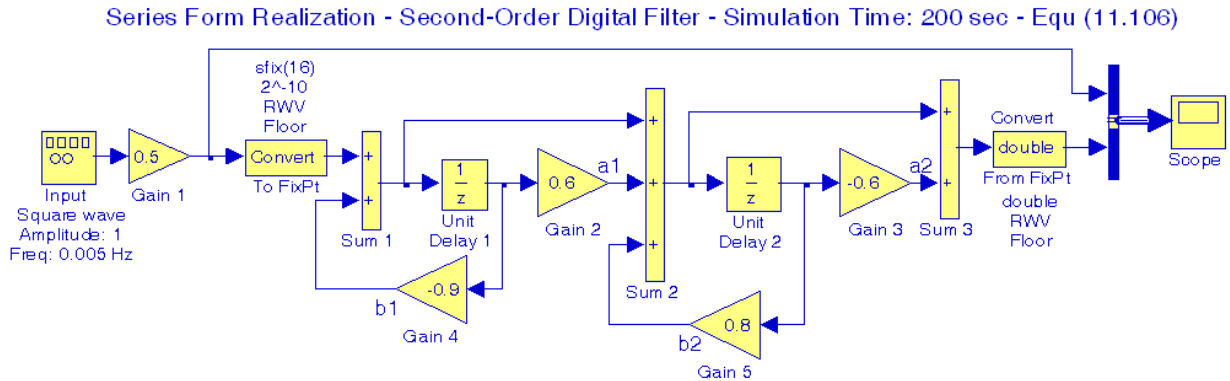 Series Form Realization - Second-Order Digital Filter - Simulation Time: 200 sec - Equ (11.106)
sfix(16)
2^-10
RWV
Floor
Convert
To FixPt
Input
Square wave
Amplitude: 1
Freq: 0.005 Hz
0.5
Gain 1
+
+
Sum 1
1
z
Unit
Delay 1
0.6
a1
Gain 2
-0.9
b1
Gain 4
+
+
+
Sum 2
1
z
Unit
Delay 2
-0.6
a2
Gain 3
0.8
b2
Gain 5
+
+
Sum 3
Convert
double
From FixPt
double
RWV
Floor
Scope